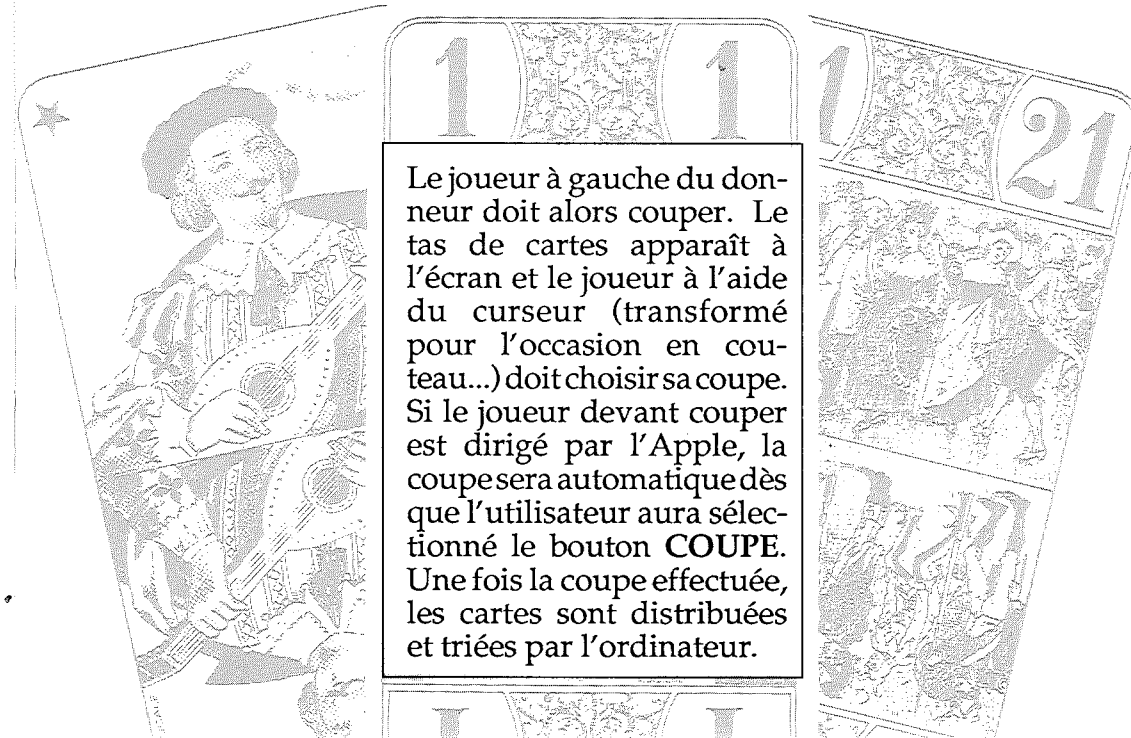 1 1 1 21
Le joueur à gauche du don-
neur doit alors couper. Le
tas de cartes apparaît à
l'écran et le joueur à l'aide
du curseur (transformé
pour l'occasion en cou-
teau...) doit choisir sa coupe.
Si le joueur devant couper
est dirigé par l'Apple, la
coupe sera automatique dès
que l'utilisateur aura sélec-
tionné le bouton COUPE.
Une fois la coupe effectuée,
les cartes sont distribuées
et triées par l'ordinateur.
1 1